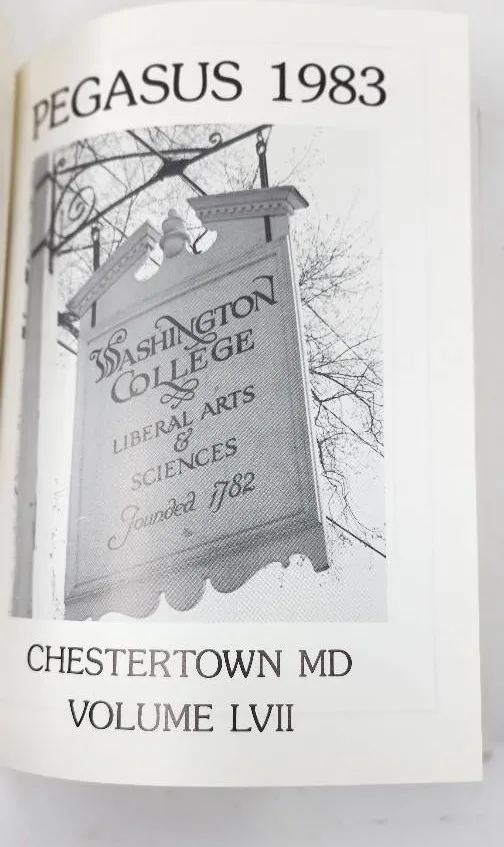 PEGASUS 1983
WASHINGTON
COLLEGE
LIBERAL ARTS
&
SCIENCES
Founded 1782
CHESTERTOWN MD
VOLUME LVII